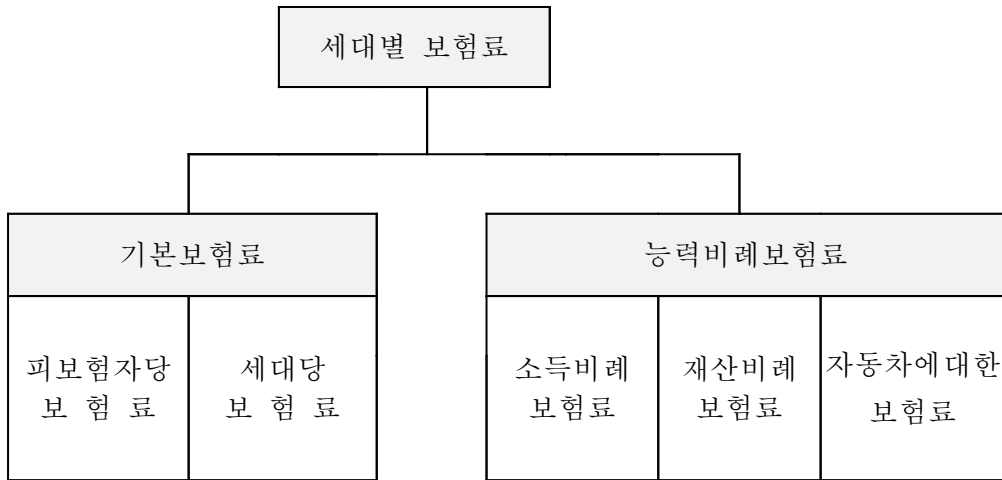 세대별 보험료
기본보험료
능력비례보험료
피보험자당
보 험 료
세대당
보 험 료
소득비례
보험료
재산비례
보험료
자동차에대한
보험료